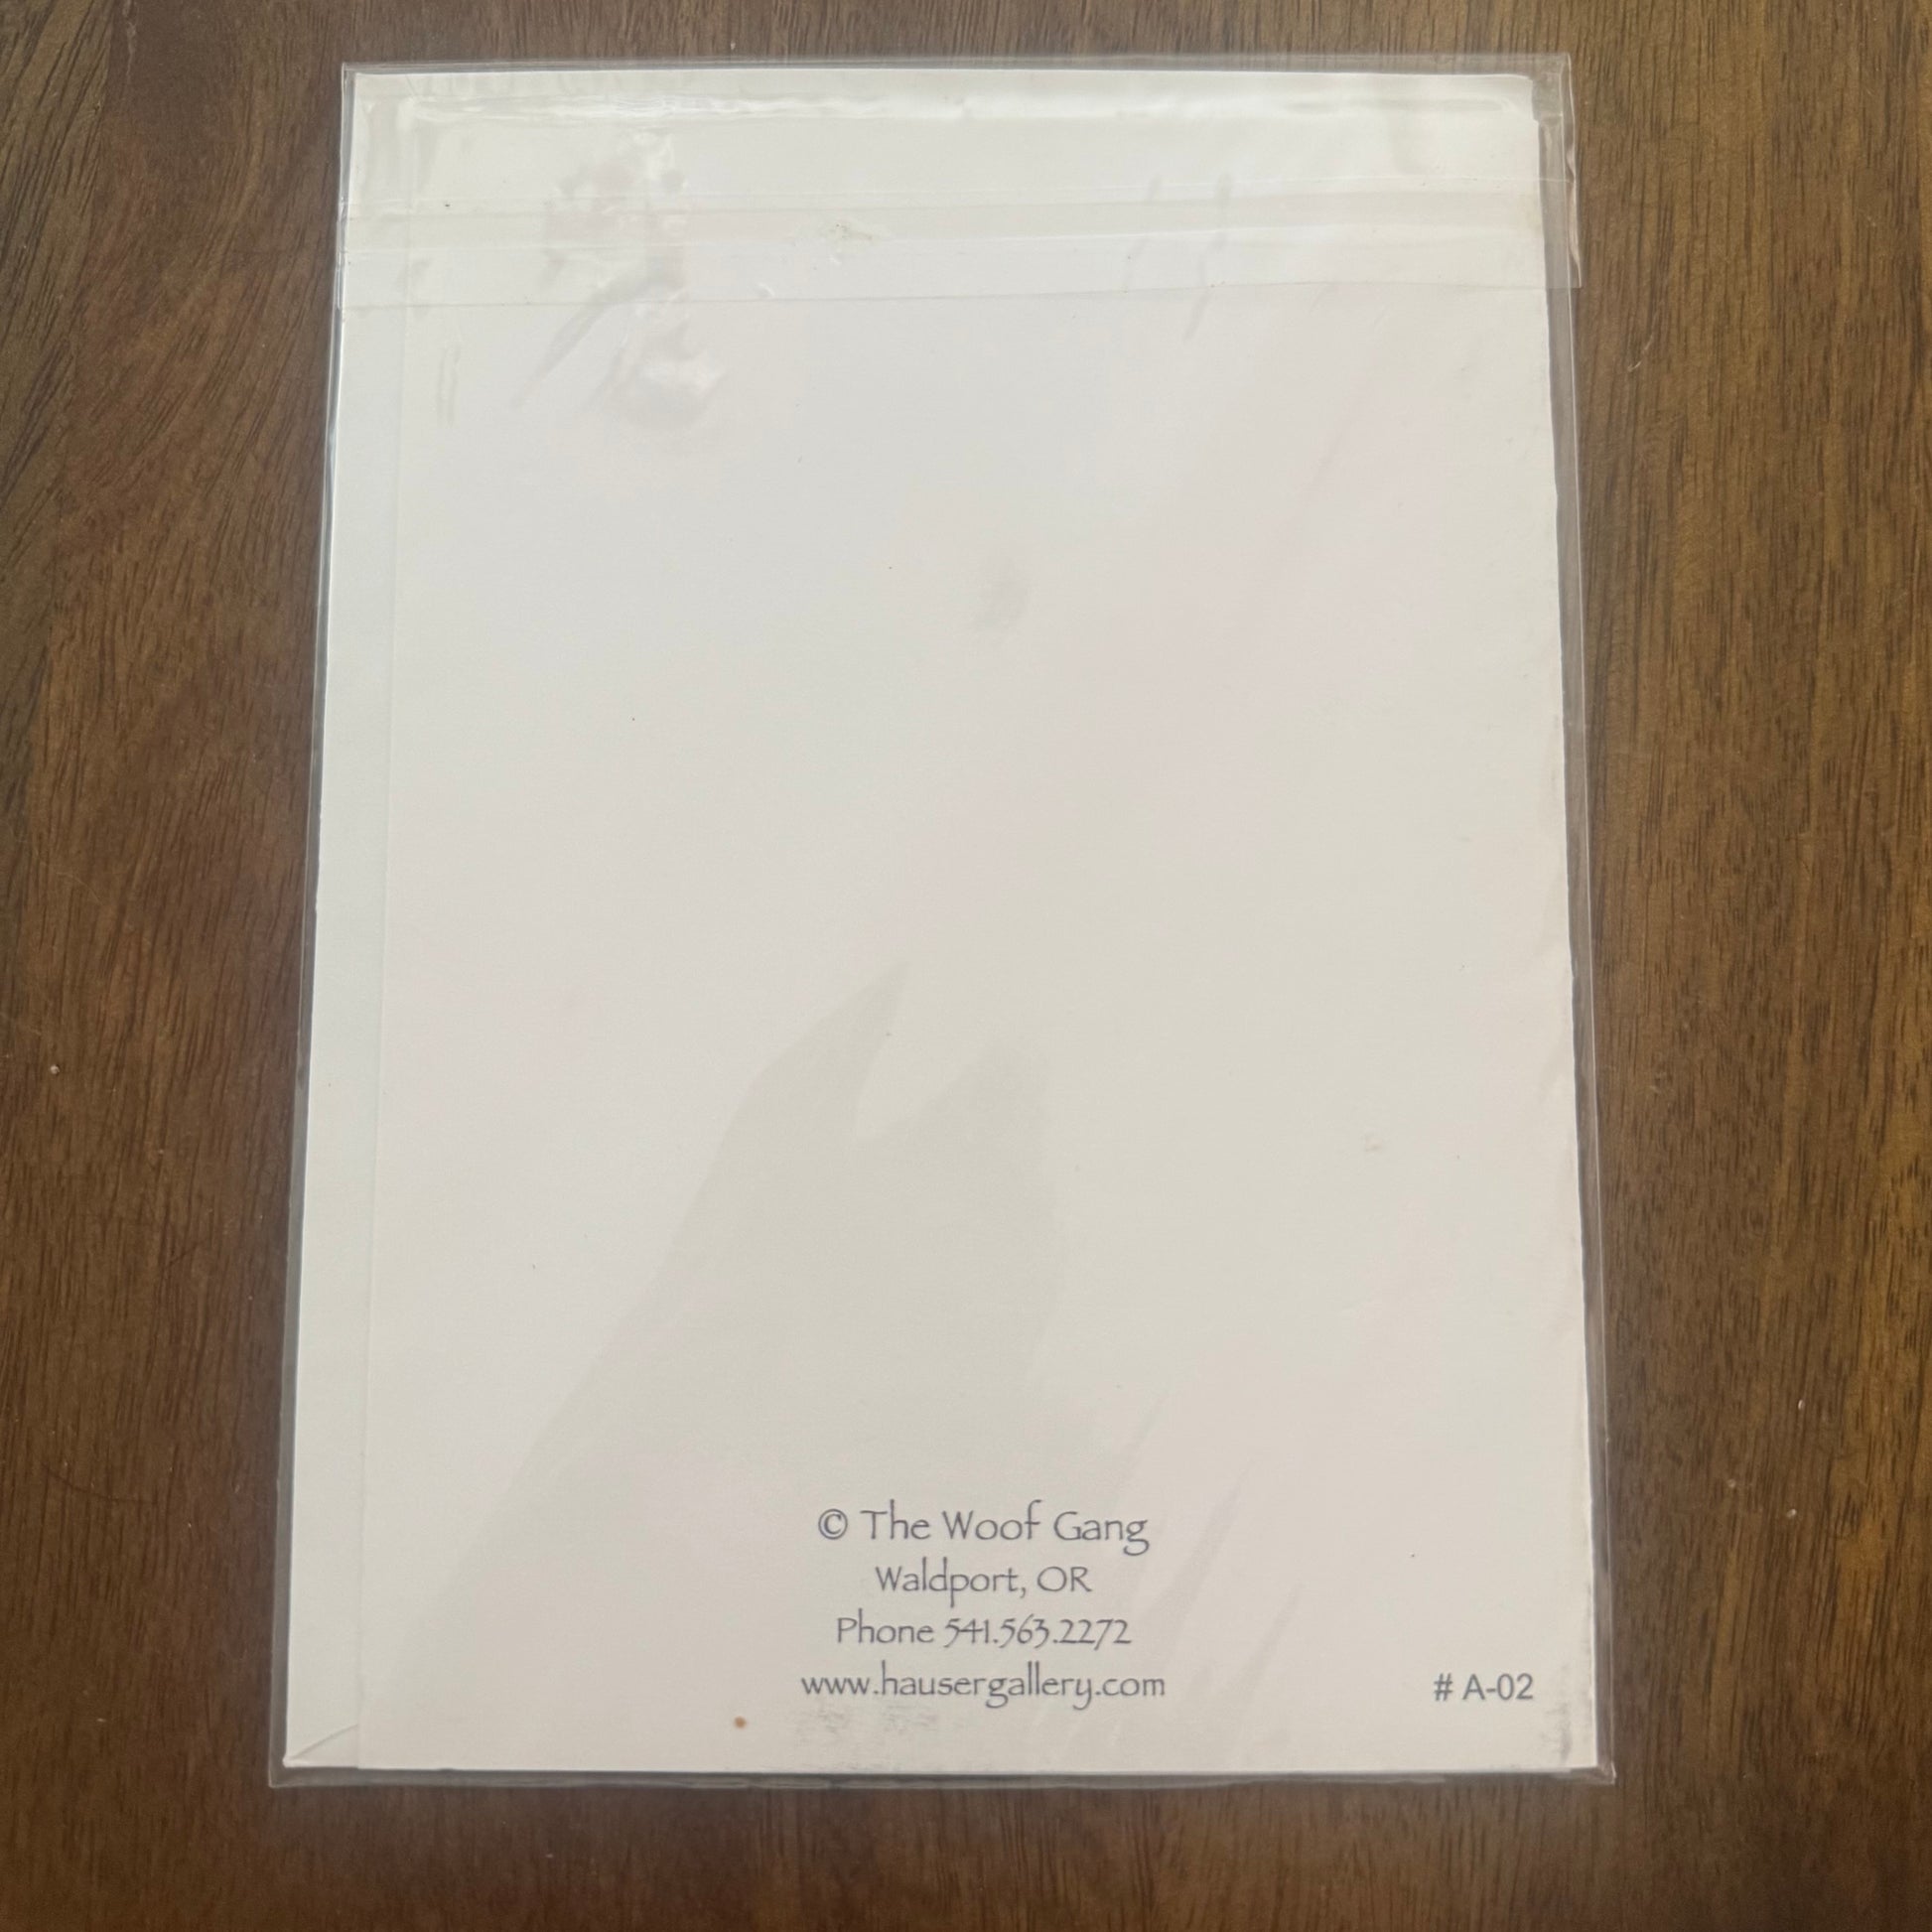 © The Woof Gang
Waldport, OR
Phone 541.563.2272
www.hausergallery.com
# A-02